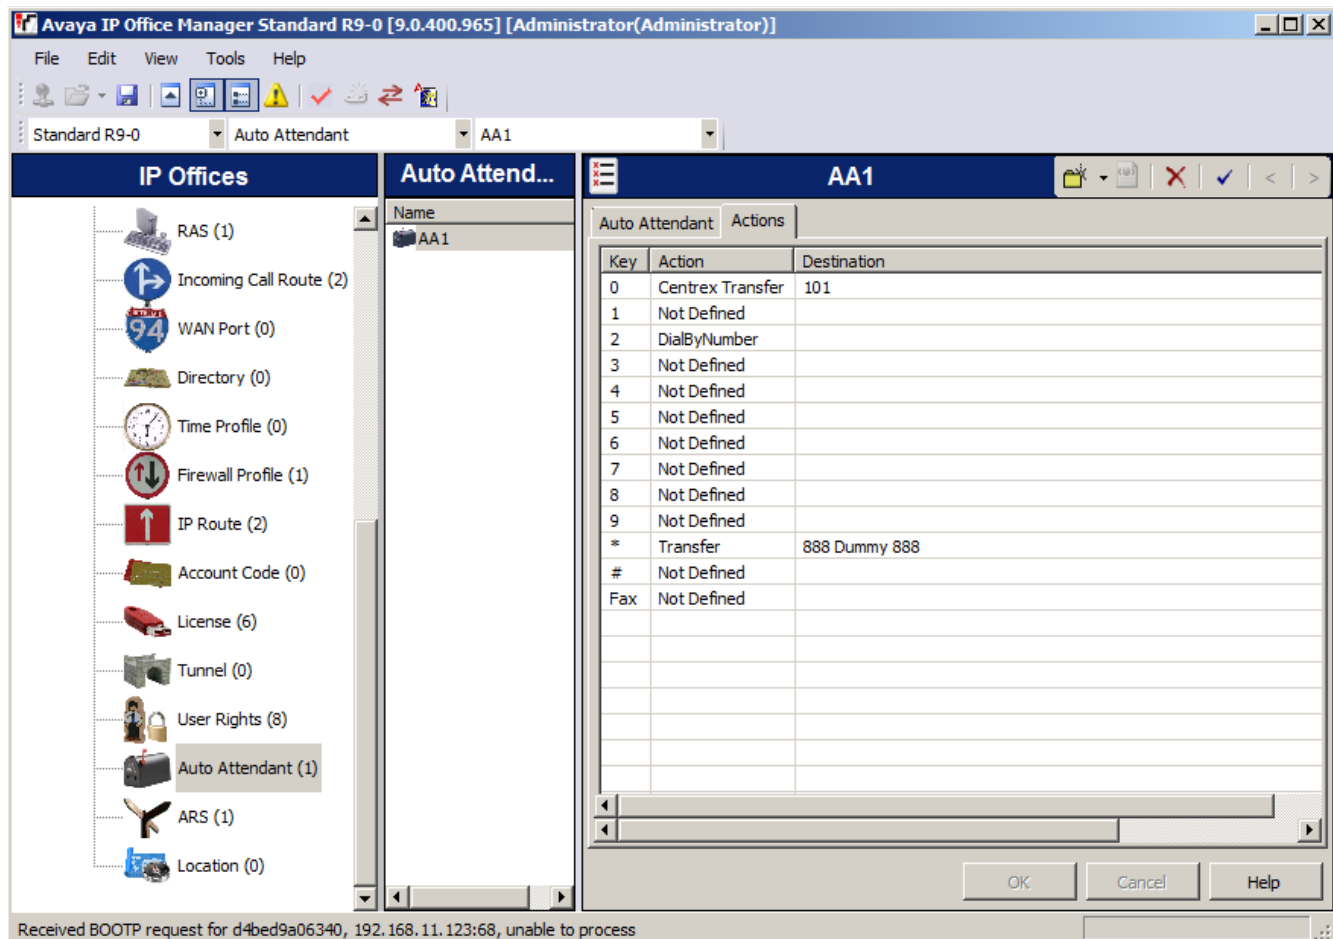 Avaya IP Office Manager Standard R9-0 [9.0.400.965] [Administrator(Administrator)]
File Edit View Tools Help
Standard R9-0 Auto Attendant AA1
IP Offices
RAS (1)
Incoming Call Route (2)
94
WAN Port (0)
Directory (0)
Time Profile (0)
Firewall Profile (1)
IP Route (2)
Account Code (0)
License (6)
Tunnel (0)
User Rights (8)
Auto Attendant (1)
ARS (1)
Location (0)
Auto Attend...
Name
AA1
AA1
Auto Attendant Actions
Key Action Destination
0 Centrex Transfer 101
1 Not Defined
2 DialByNumber
3 Not Defined
4 Not Defined
5 Not Defined
6 Not Defined
7 Not Defined
8 Not Defined
9 Not Defined
* Transfer 888 Dummy 888
# Not Defined
Fax Not Defined
OK Cancel Help
Received BOOTP request for d4bed9a06340, 192.168.11.123:68, unable to process